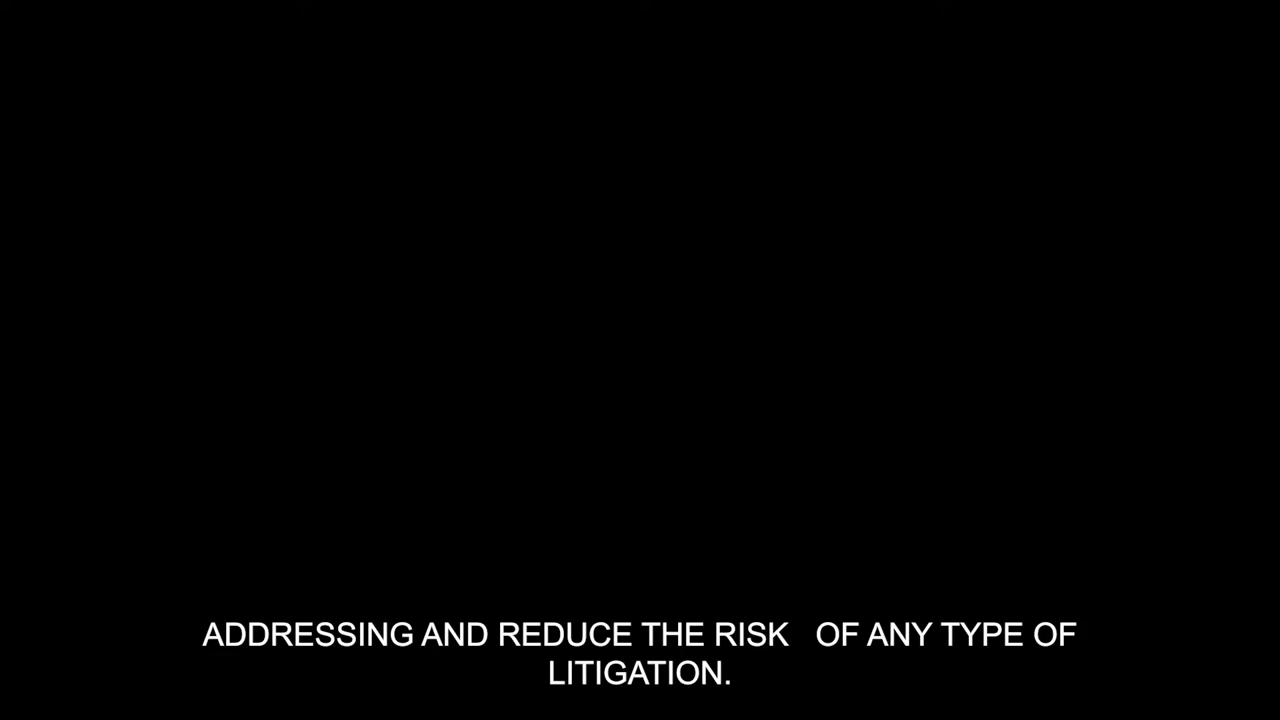 ADDRESSING AND REDUCE THE RISK   OF ANY TYPE OF
LITIGATION.